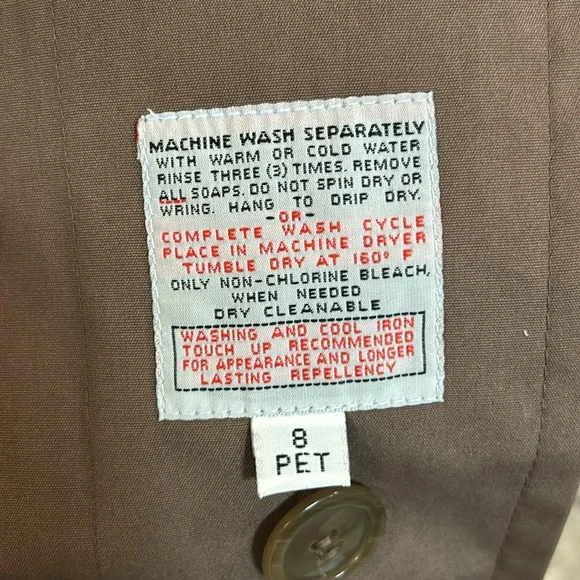 MACHINE WASH SEPARATELY
WITH WARM OR COLD WATER
RINSE THREE (3) TIMES. REMOVE
ALL SOAPS. DO NOT SPIN DRY OR
WRING. HANG TO DRIP DRY.
-OR-
COMPLETE WASH CYCLE
PLACE IN MACHINE DRYER
TUMBLE DRY AT 160° F
ONLY NON-CHLORINE BLEACH,
WHEN NEEDED
DRY CLEANABLE
WASHING AND COOL IRON
TOUCH UP RECOMMENDED
FOR APPEARANCE AND LONGER
LASTING REPELLENCY
8
PET